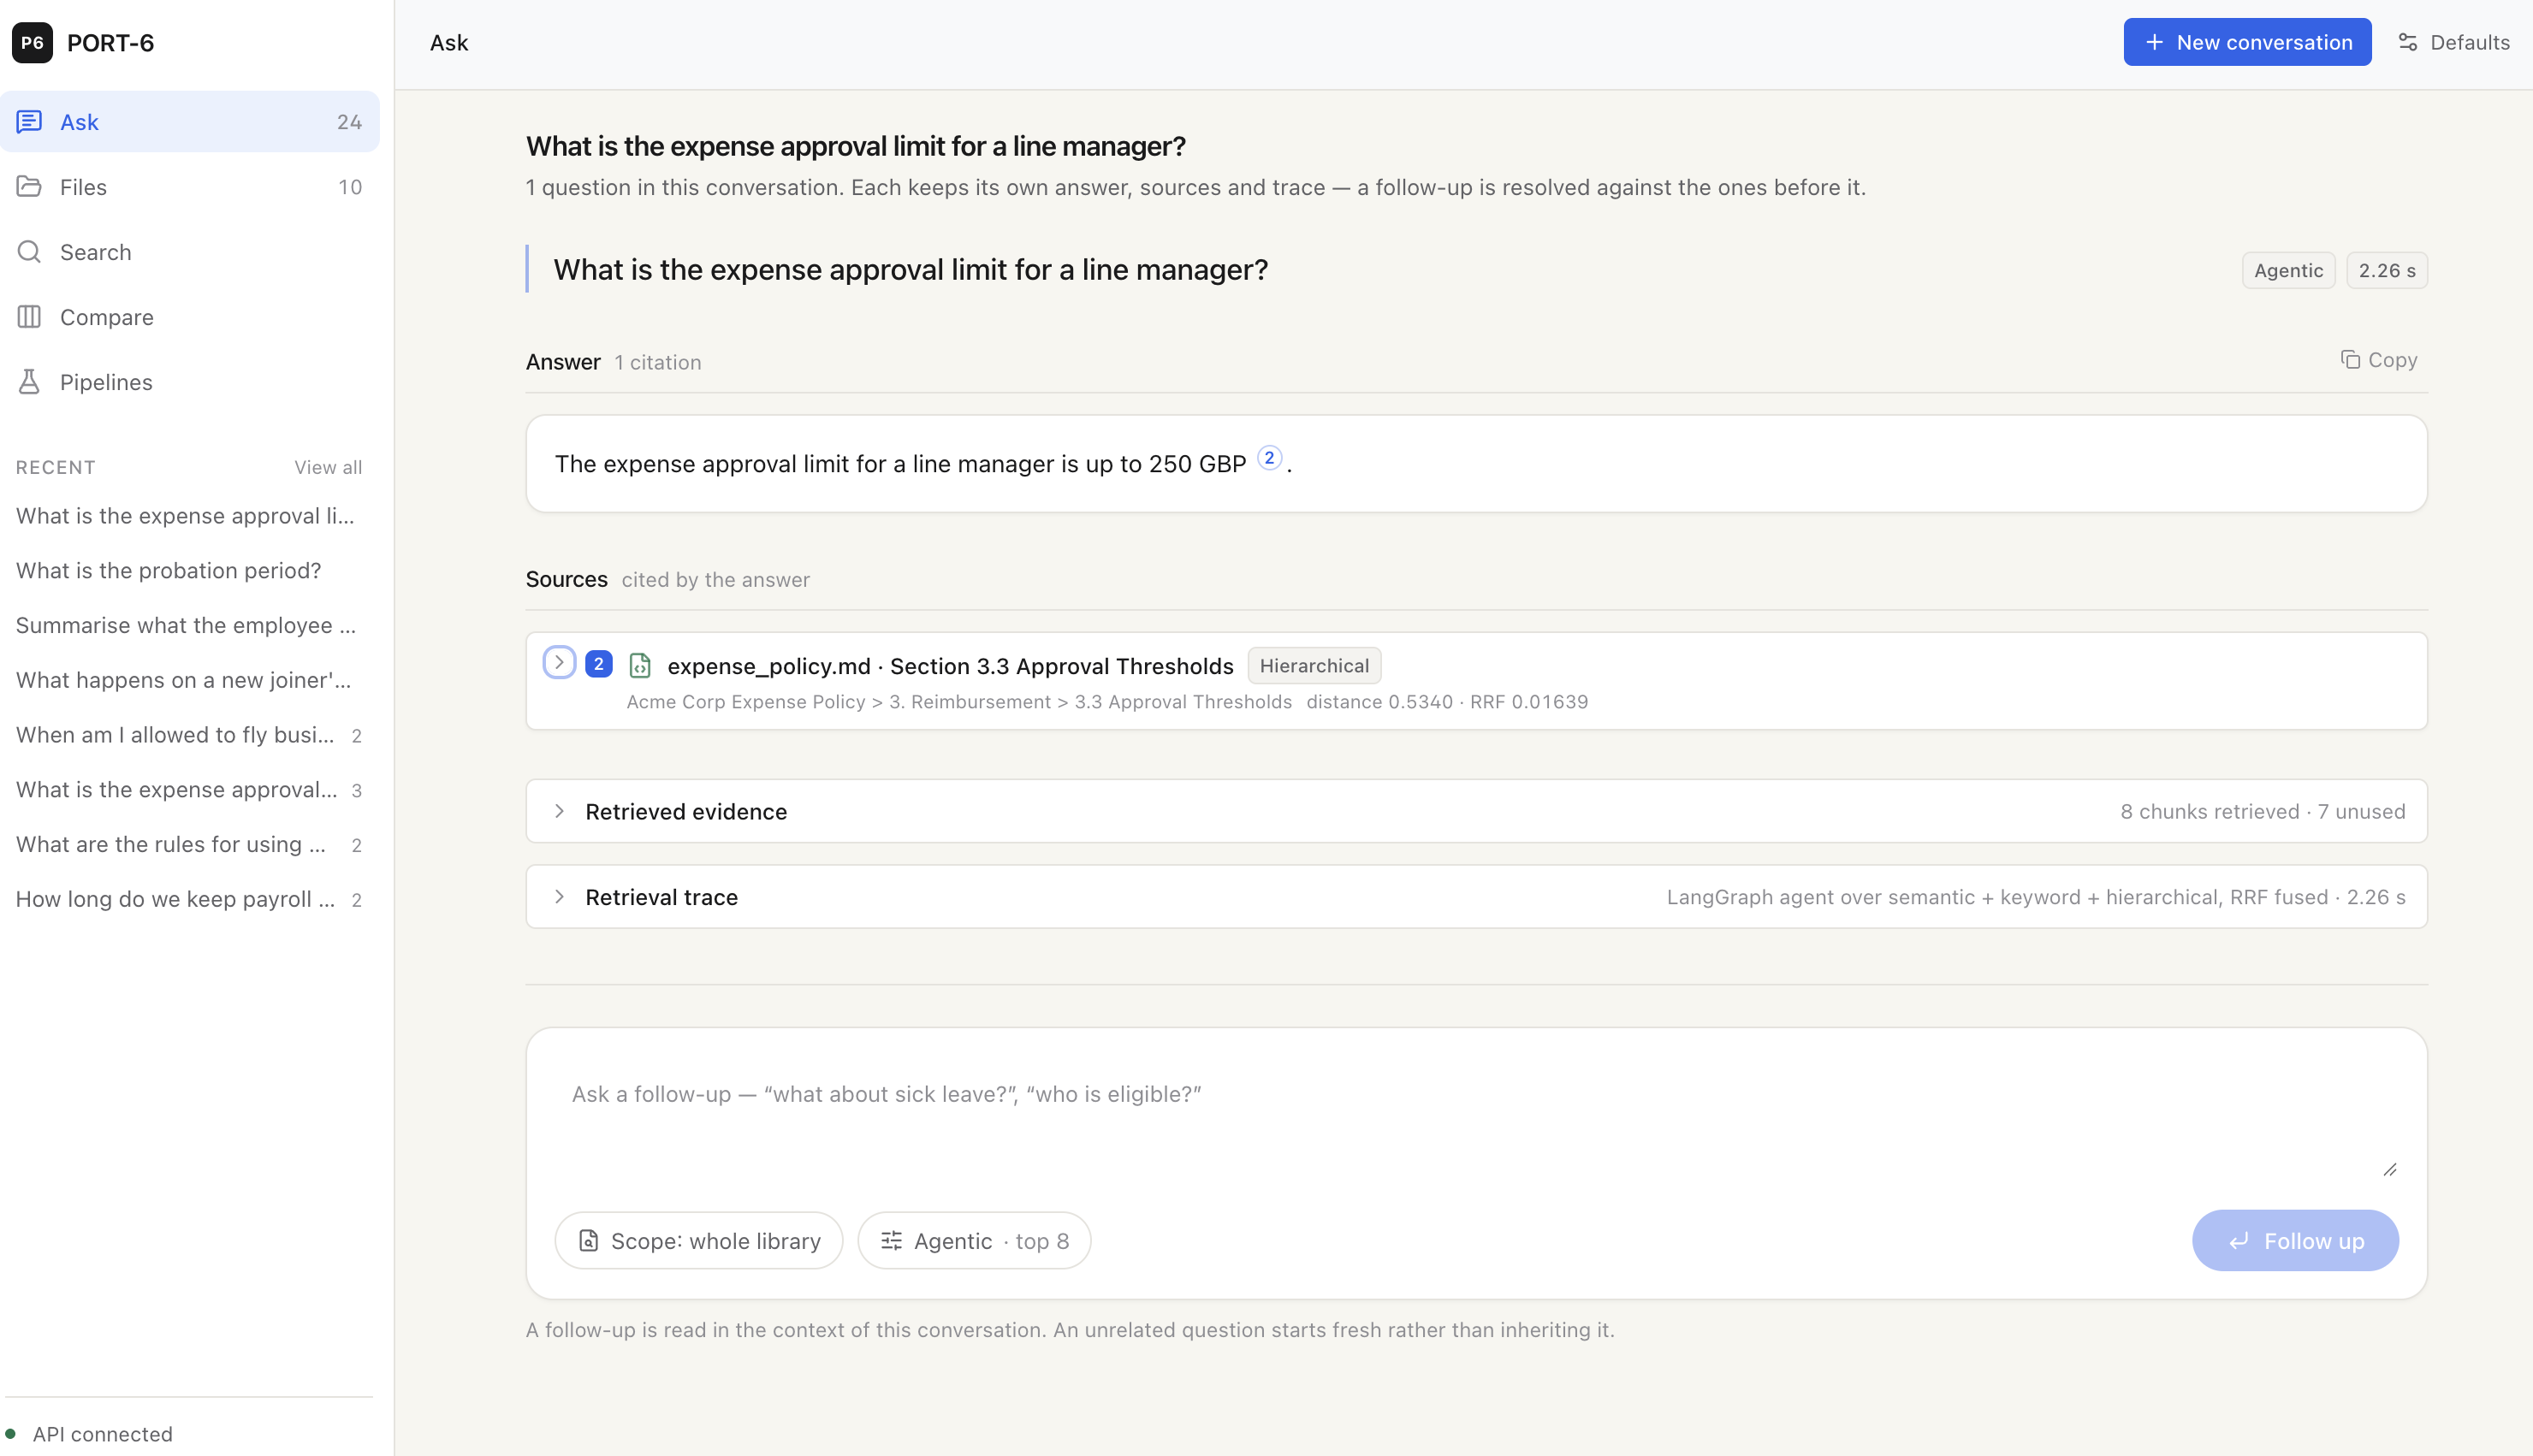 P6 PORT-6
Ask 24
Files 10
Search
Compare
Pipelines
RECENT View all
What is the expense approval li...
What is the probation period?
Summarise what the employee ...
What happens on a new joiner'...
When am I allowed to fly busi... 2
What is the expense approval... 3
What are the rules for using ... 2
How long do we keep payroll ... 2
API connected
Ask
New conversation
Defaults
What is the expense approval limit for a line manager?
1 question in this conversation. Each keeps its own answer, sources and trace — a follow-up is resolved against the ones before it.
What is the expense approval limit for a line manager? Agentic 2.26 s
Answer 1 citation Copy
The expense approval limit for a line manager is up to 250 GBP 2 .
Sources cited by the answer
2 expense_policy.md · Section 3.3 Approval Thresholds Hierarchical
Acme Corp Expense Policy > 3. Reimbursement > 3.3 Approval Thresholds distance 0.5340 · RRF 0.01639
Retrieved evidence 8 chunks retrieved · 7 unused
Retrieval trace LangGraph agent over semantic + keyword + hierarchical, RRF fused · 2.26 s
Ask a follow-up — “what about sick leave?”, “who is eligible?”
Scope: whole library Agentic · top 8 Follow up
A follow-up is read in the context of this conversation. An unrelated question starts fresh rather than inheriting it.